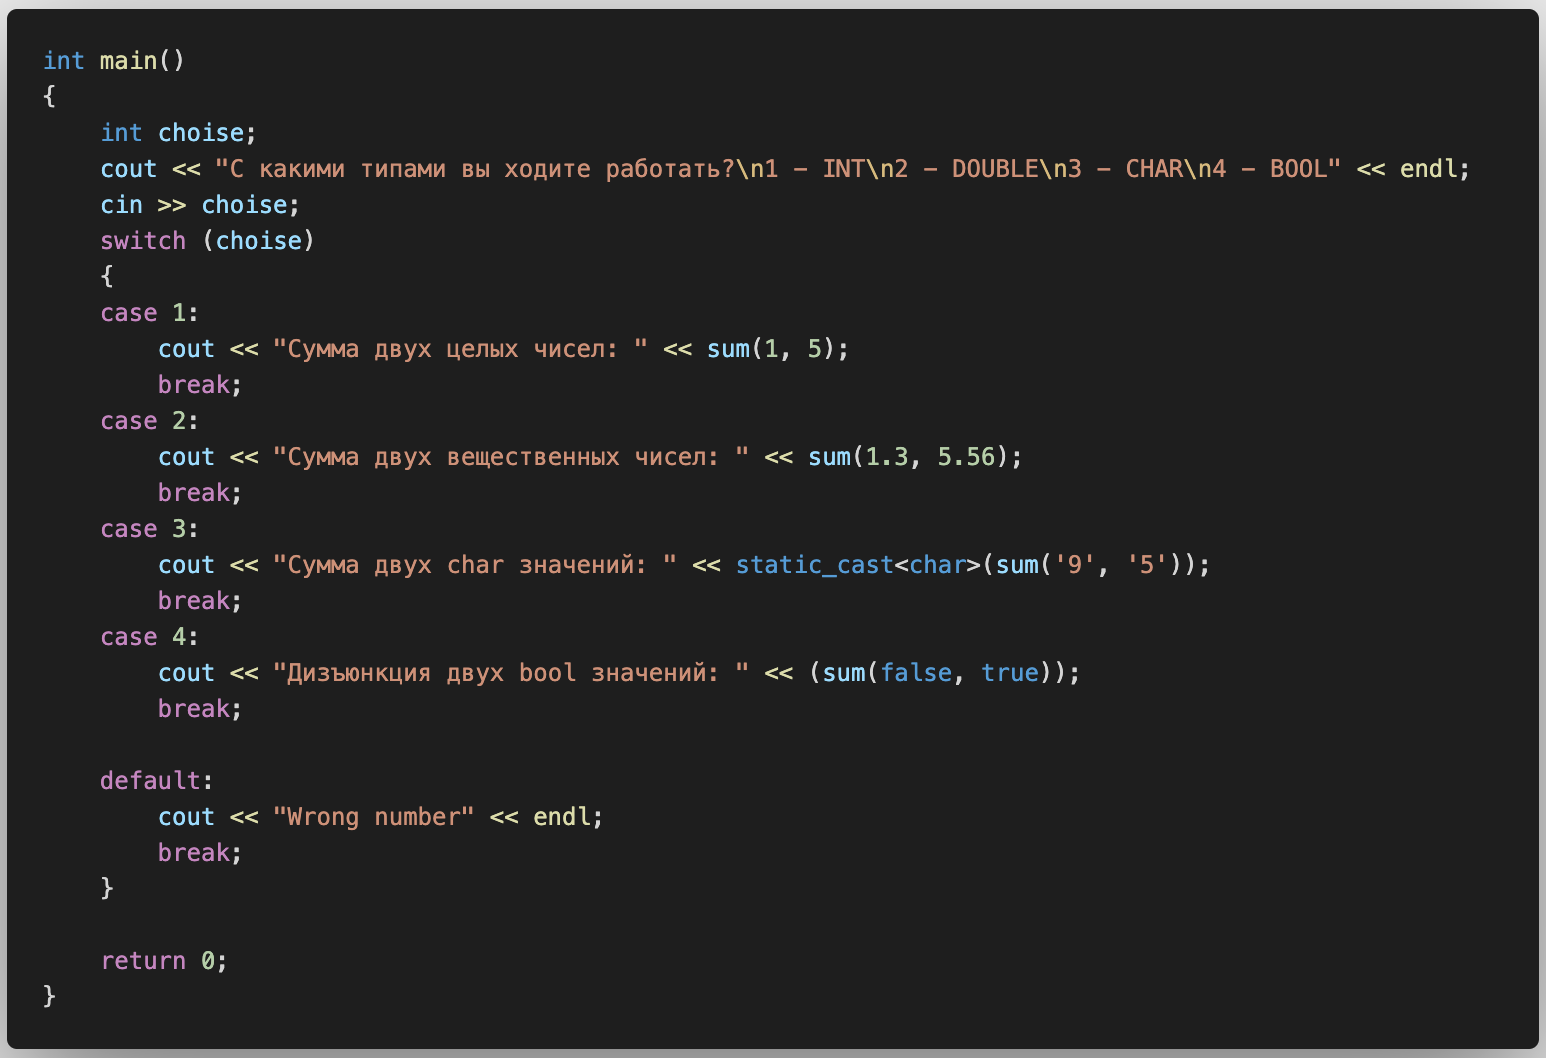 int main()
{
    int choise;
    cout << "С какими типами вы ходите работать?\n1 - INT\n2 - DOUBLE\n3 - CHAR\n4 - BOOL" << endl;
    cin >> choise;
    switch (choise)
    {
    case 1:
        cout << "Сумма двух целых чисел: " << sum(1, 5);
        break;
    case 2:
        cout << "Сумма двух вещественных чисел: " << sum(1.3, 5.56);
        break;
    case 3:
        cout << "Сумма двух char значений: " << static_cast<char>(sum('9', '5'));
        break;
    case 4:
        cout << "Дизъюнкция двух bool значений: " << (sum(false, true));
        break;

    default:
        cout << "Wrong number" << endl;
        break;
    }

    return 0;
}